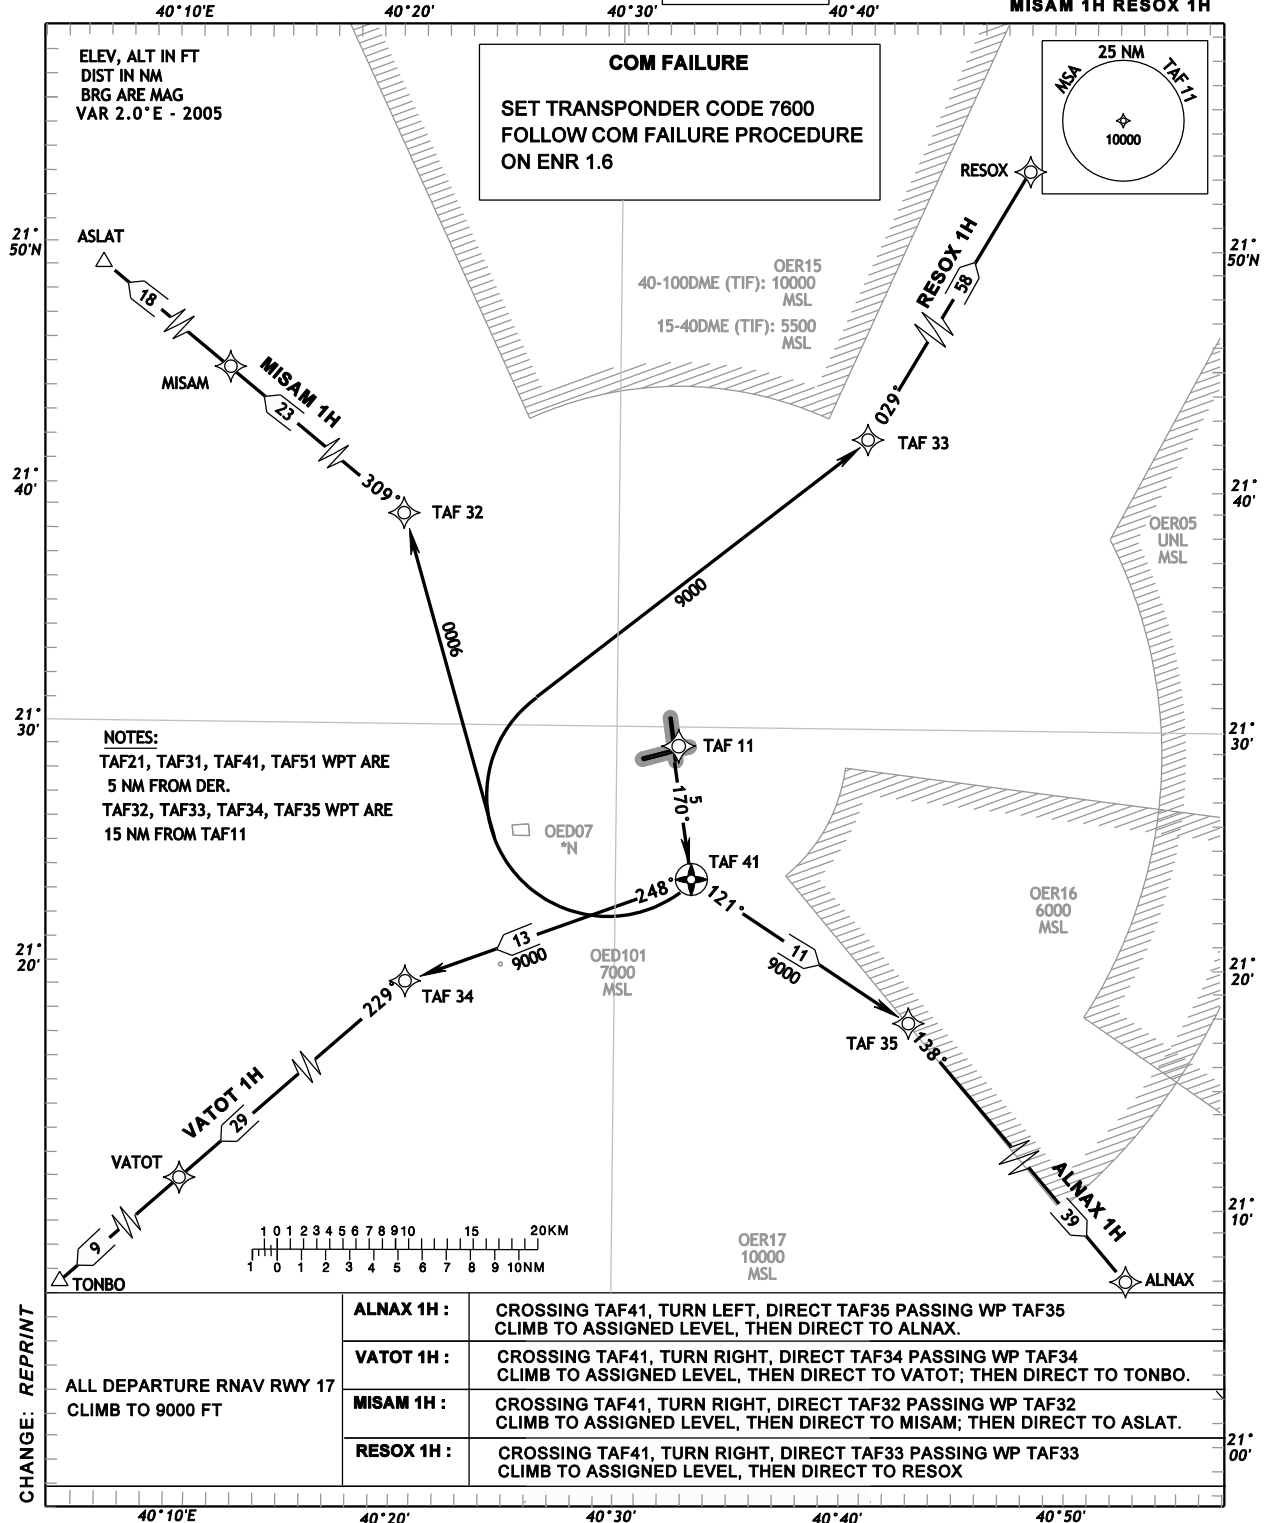 MISAM 1H RESOX 1H
40°10'E
40°20'
40°30'
40°40'
ELEV, ALT IN FT
DIST IN NM
BRG ARE MAG
VAR 2.0°E - 2005
COM FAILURE
SET TRANSPONDER CODE 7600
FOLLOW COM FAILURE PROCEDURE
ON ENR 1.6
25 NM
MSA
TAF 11
10000
RESOX
21°
50'N
ASLAT
21°
50'N
RESOX 1H
58
OER15
40-100DME (TIF): 10000
MSL
15-40DME (TIF): 5500
MSL
18
MISAM
MISAM 1H
23
029°
TAF 33
21°
40'
309°
TAF 32
21°
40'
OER05
UNL
MSL
9000
9000
21°
30'
21°
30'
NOTES:
TAF21, TAF31, TAF41, TAF51 WPT ARE
5 NM FROM DER.
TAF32, TAF33, TAF34, TAF35 WPT ARE
15 NM FROM TAF11
TAF 11
5
170°
OED07
*N
TAF 41
248°
121°
OER16
6000
MSL
21°
20'
13
9000
OED101
7000
MSL
11
9000
21°
20'
TAF 34
229°
TAF 35
138°
VATOT 1H
29
VATOT
ALNAX 1H
39
21°
10'
9
TONBO
1 0 1 2 3 4 5 6 7 8 9 10 15 20KM
1 0 1 2 3 4 5 6 7 8 9 10NM
OER17
10000
MSL
ALNAX
CHANGE: REPRINT
ALL DEPARTURE RNAV RWY 17
CLIMB TO 9000 FT
ALNAX 1H :
CROSSING TAF41, TURN LEFT, DIRECT TAF35 PASSING WP TAF35
CLIMB TO ASSIGNED LEVEL, THEN DIRECT TO ALNAX.
VATOT 1H :
CROSSING TAF41, TURN RIGHT, DIRECT TAF34 PASSING WP TAF34
CLIMB TO ASSIGNED LEVEL, THEN DIRECT TO VATOT; THEN DIRECT TO TONBO.
MISAM 1H :
CROSSING TAF41, TURN RIGHT, DIRECT TAF32 PASSING WP TAF32
CLIMB TO ASSIGNED LEVEL, THEN DIRECT TO MISAM; THEN DIRECT TO ASLAT.
RESOX 1H :
CROSSING TAF41, TURN RIGHT, DIRECT TAF33 PASSING WP TAF33
CLIMB TO ASSIGNED LEVEL, THEN DIRECT TO RESOX
21°
00'
40°10'E
40°20'
40°30'
40°40'
40°50'